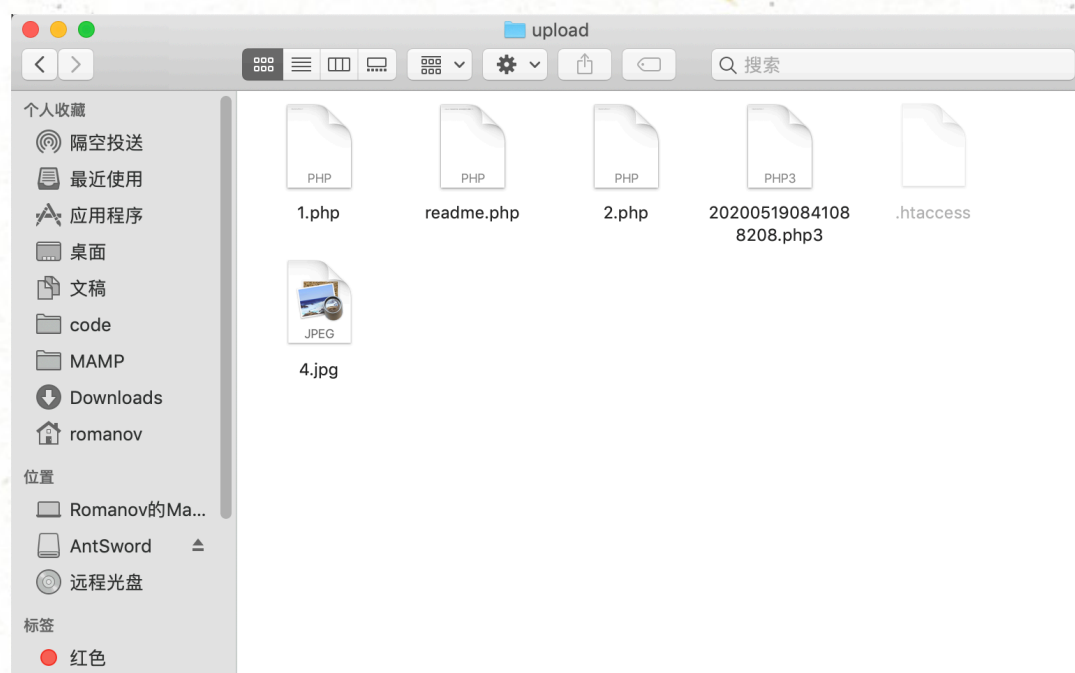 upload
搜索
个人收藏
隔空投送
最近使用
应用程序
桌面
文稿
code
MAMP
Downloads
romanov
位置
Romanov的Ma...
AntSword
远程光盘
标签
红色
PHP
PHP
PHP
PHP3
1.php
readme.php
2.php
20200519084108
8208.php3
.htaccess
JPEG
4.jpg